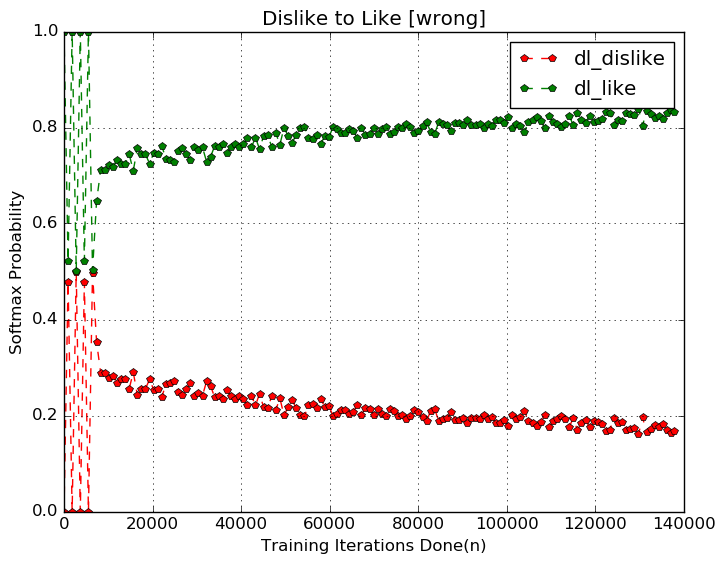 Dislike to Like [wrong]
dl_dislike
dl_like
Softmax Probability
1.0
0.8
0.6
0.4
0.2
0.0
0 20000 40000 60000 80000 100000 120000 140000
Training Iterations Done(n)